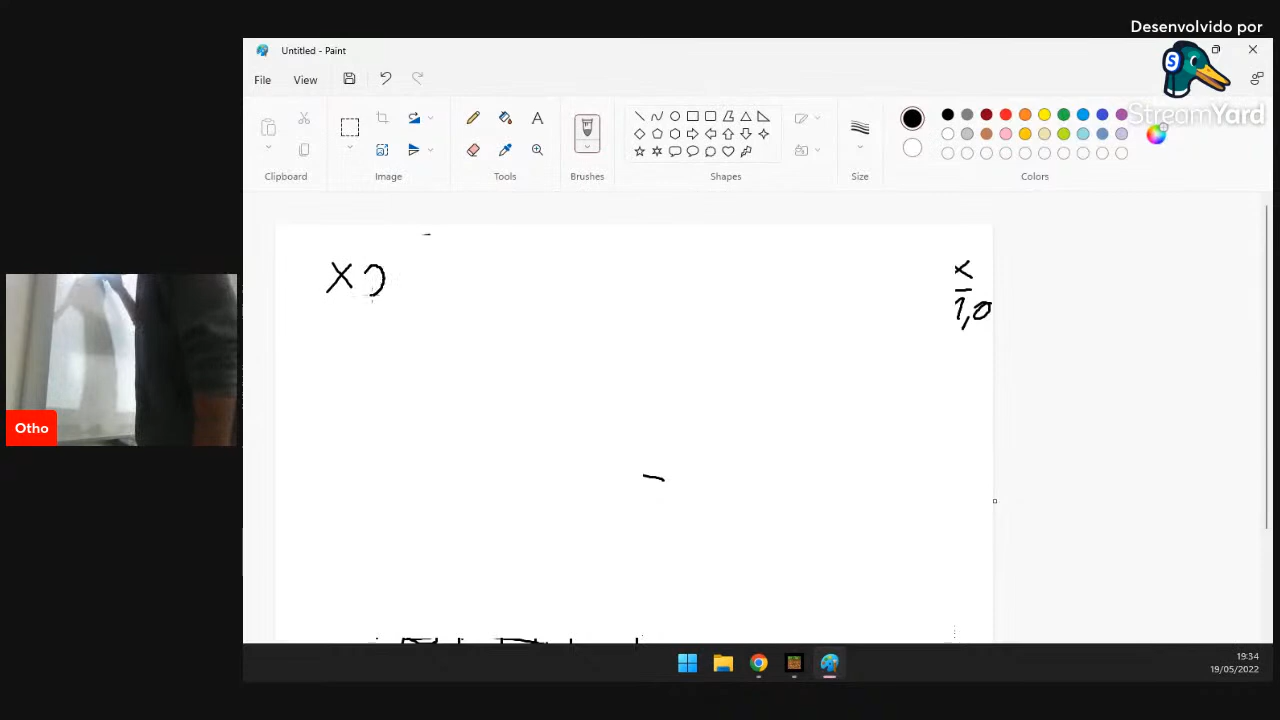 Desenvolvido por
StreamYard
Untitled - Paint
File View
Clipboard Image Tools Brushes Shapes Size Colors
X
x
1,0
Otho
19:34
19/05/2022